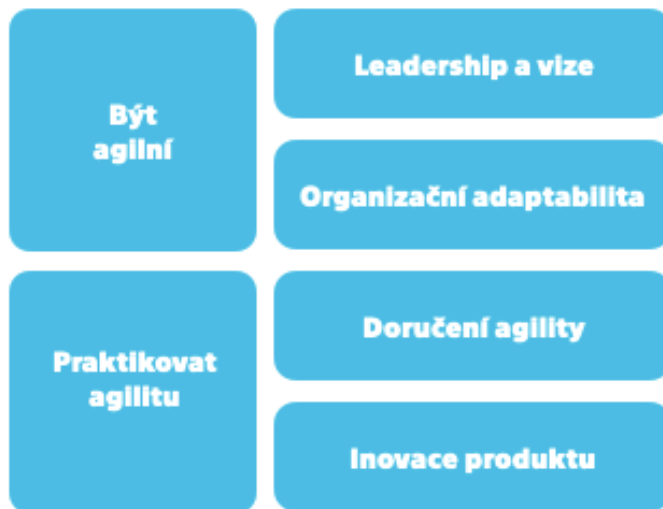 Být
agilní
Leadership a vize
Organizační adaptabilita
Praktikovat
agilitu
Doručení agility
Inovace produktu